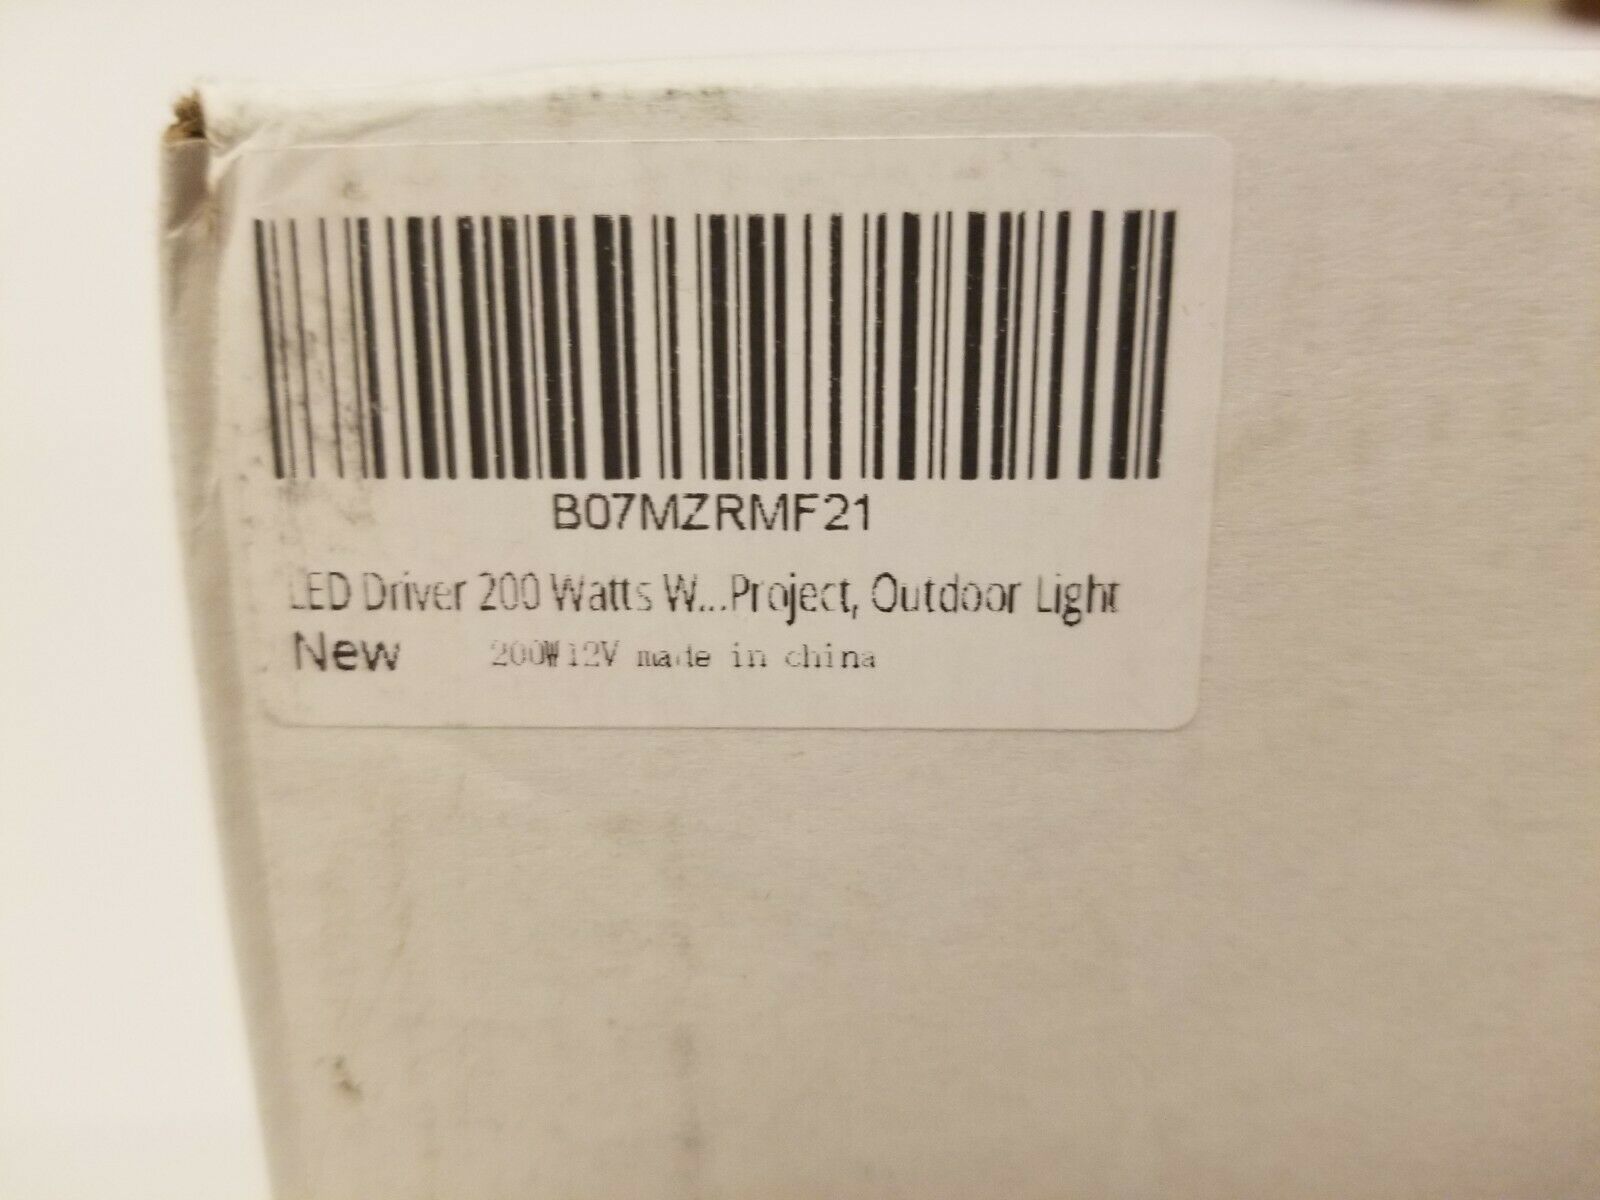 B07MZRMF21
LED Driver 200 Watts W...Project, Outdoor Light
New 200W12V made in china